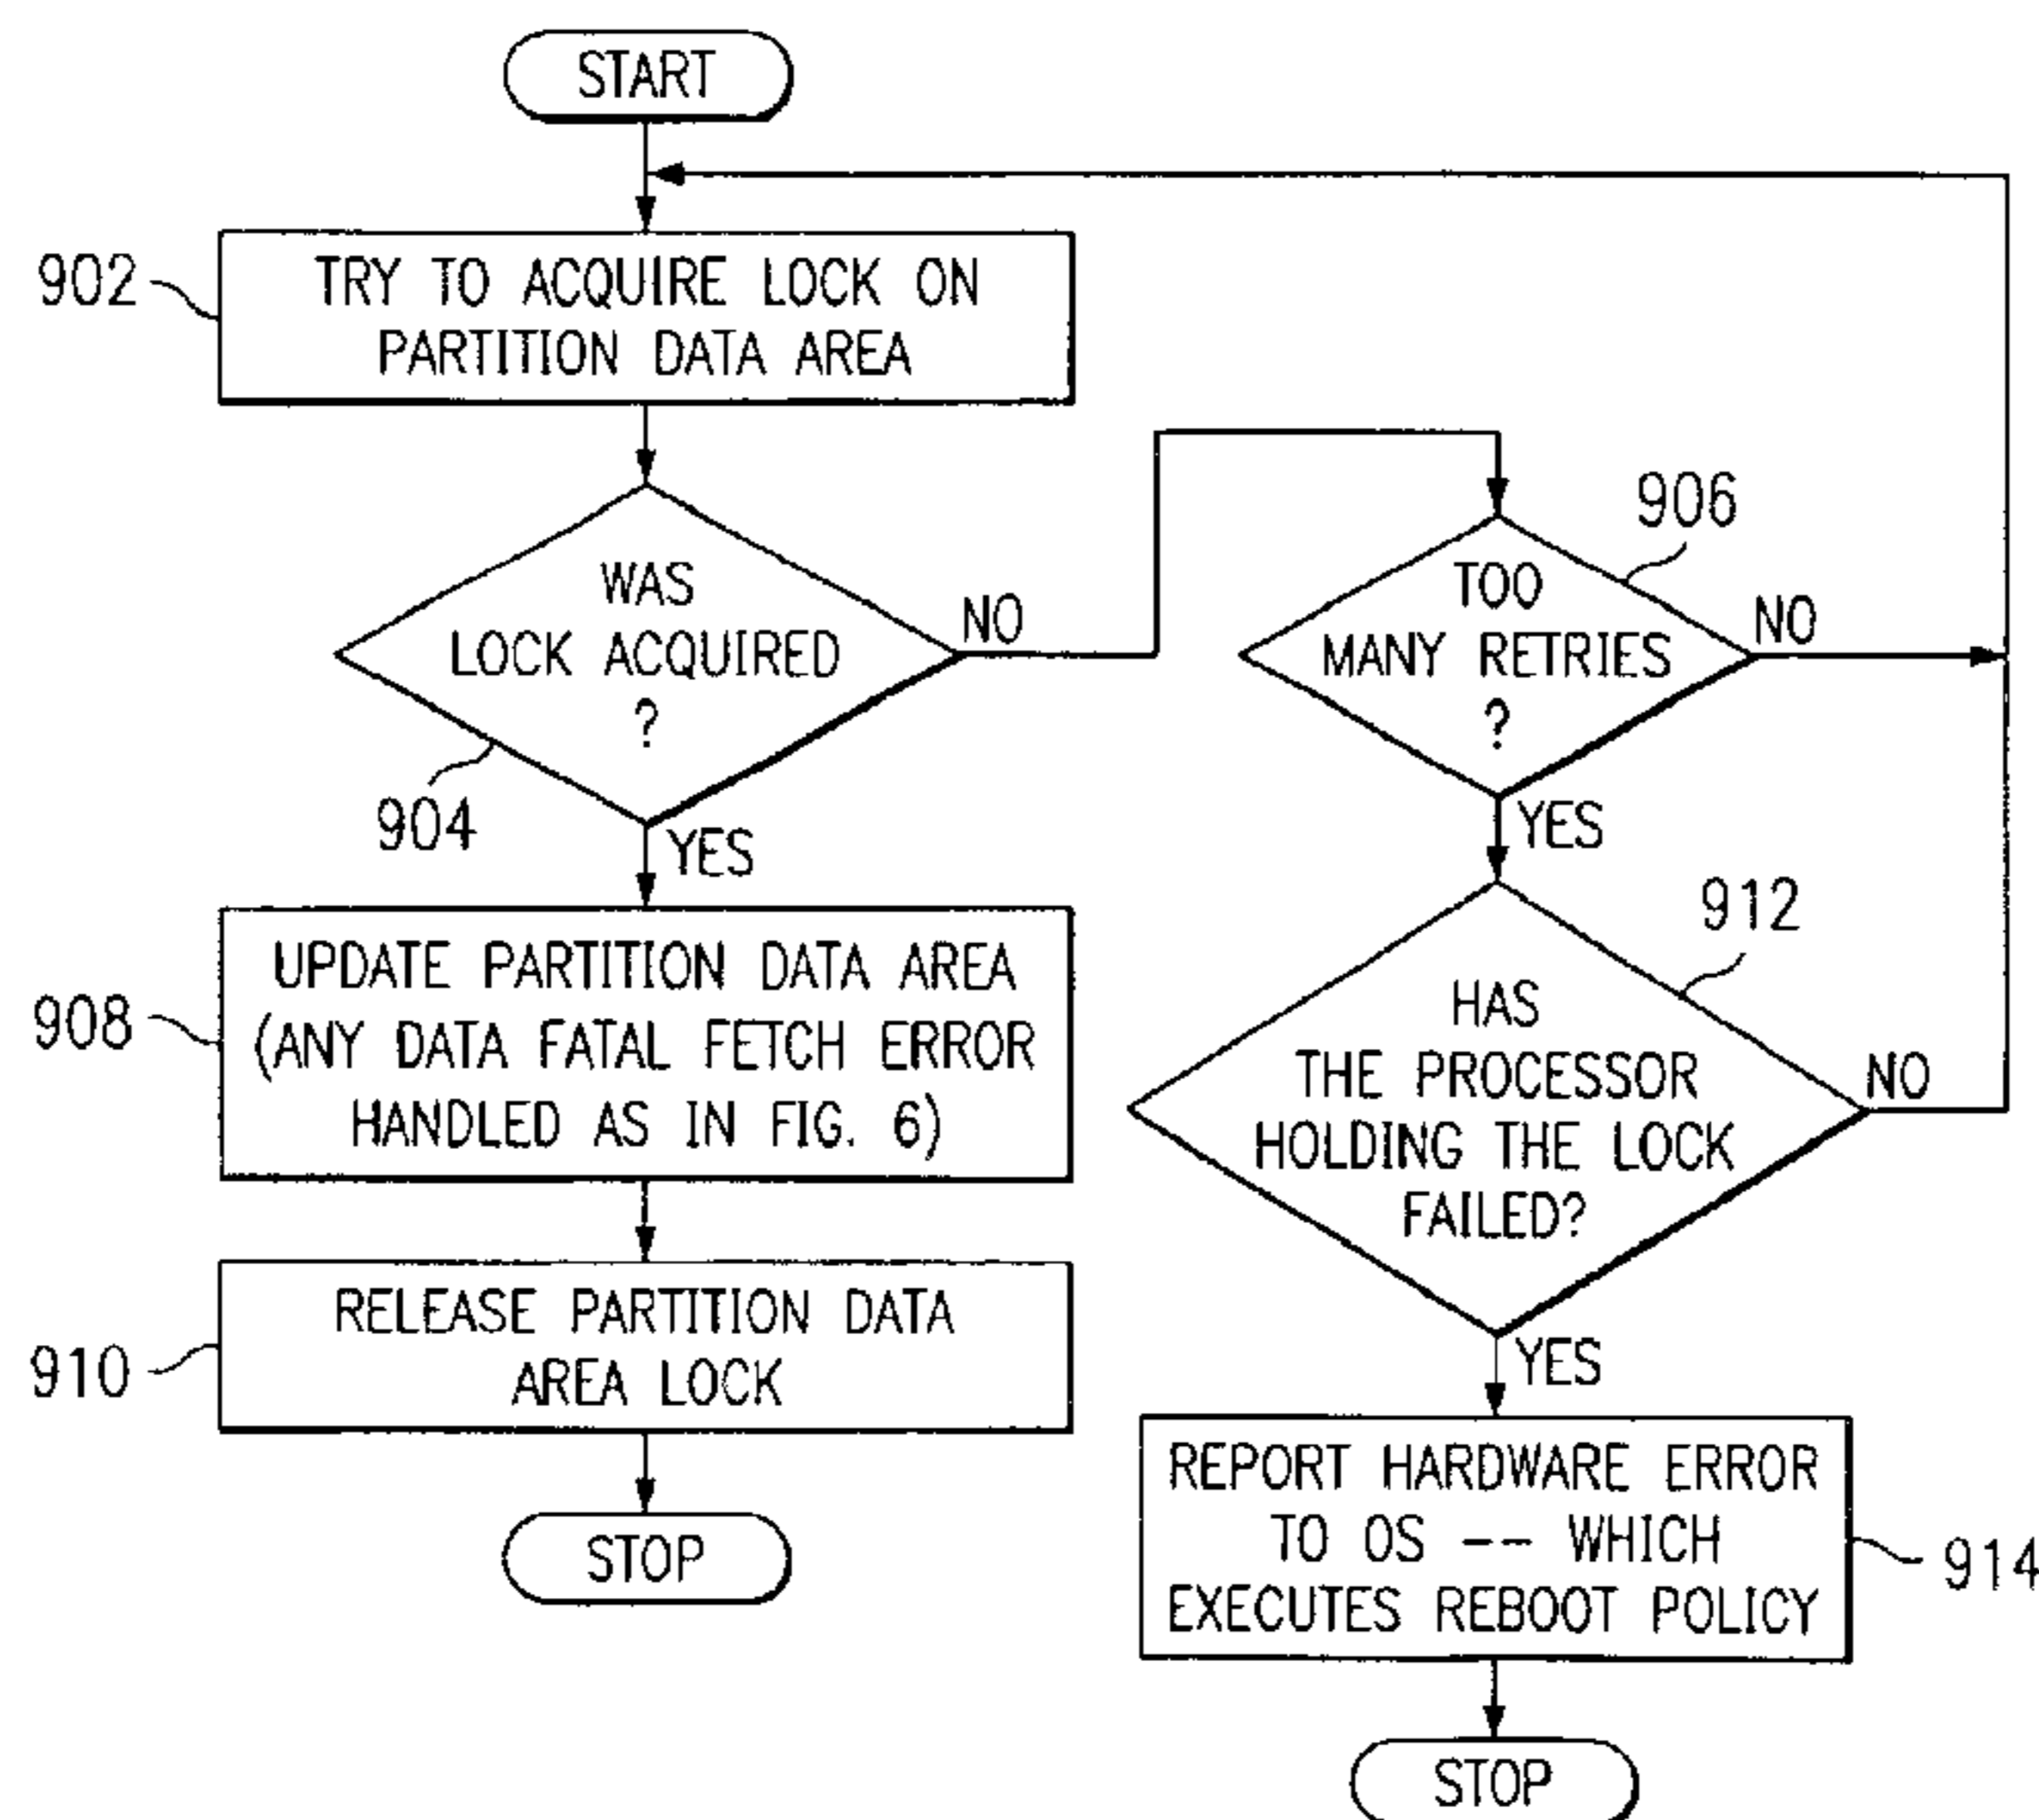 START
902
TRY TO ACQUIRE LOCK ON
PARTITION DATA AREA
WAS
LOCK ACQUIRED
?
904
NO
YES
906
TOO
MANY RETRIES
?
NO
YES
908
UPDATE PARTITION DATA AREA
(ANY DATA FATAL FETCH ERROR
HANDLED AS IN FIG. 6)
912
HAS
THE PROCESSOR
HOLDING THE LOCK
FAILED?
NO
YES
910
RELEASE PARTITION DATA
AREA LOCK
STOP
REPORT HARDWARE ERROR
TO OS -- WHICH
EXECUTES REBOOT POLICY
914
STOP